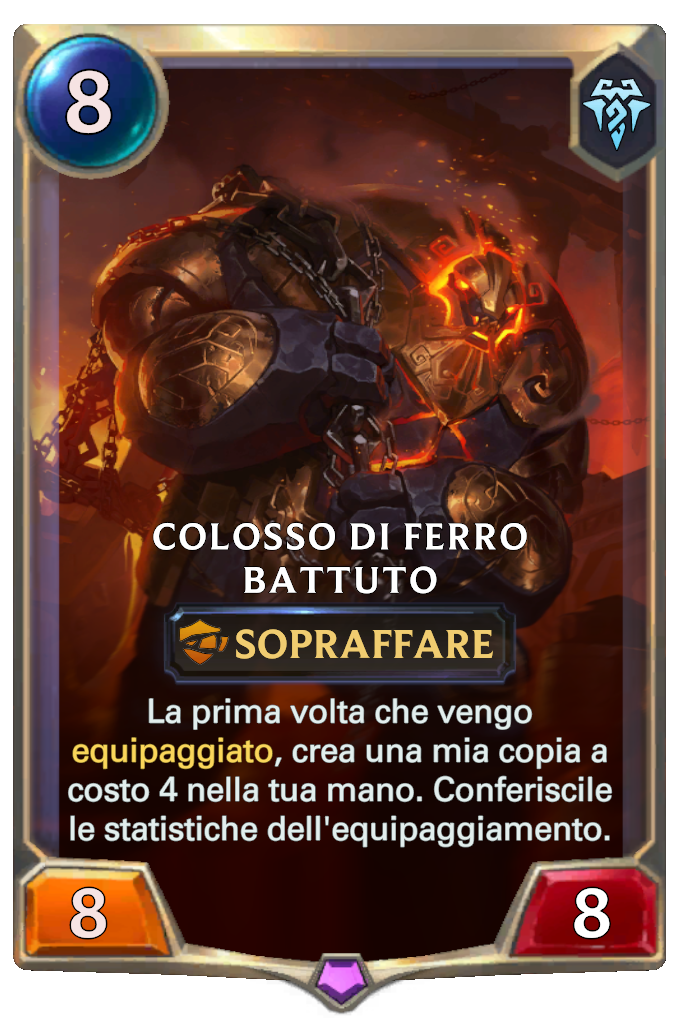 8
COLOSSO DI FERRO
BATTUTO
SOPRAFFARE
La prima volta che vengo
equipaggiato, crea una mia copia a
costo 4 nella tua mano. Conferiscile
le statistiche dell'equipaggiamento.
8
8